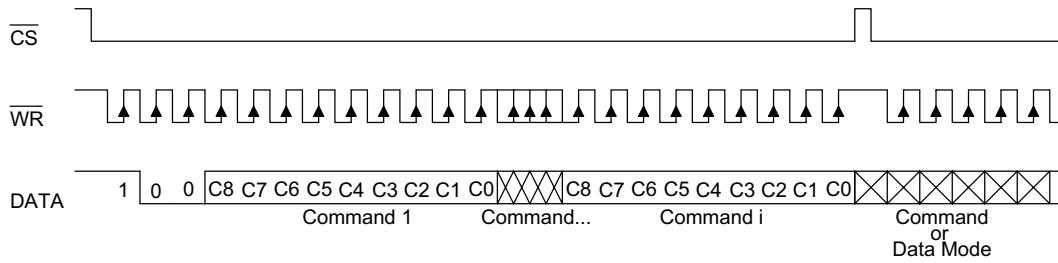 CS
WR
DATA 1 0 0 C8 C7 C6 C5 C4 C3 C2 C1 C0 C8 C7 C6 C5 C4 C3 C2 C1 C0
Command 1 Command... Command i Command
or
Data Mode